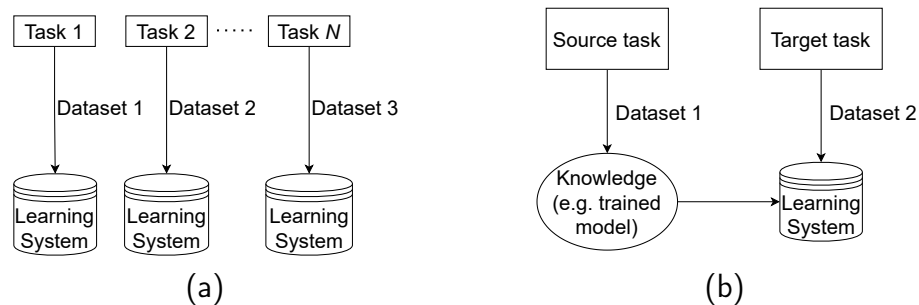 Task 1
Task 2
.....
Task N
Dataset 1
Dataset 2
Dataset 3
Learning
System
Learning
System
Learning
System
(a)
Source task
Target task
Dataset 1
Dataset 2
Knowledge
(e.g. trained
model)
Learning
System
(b)